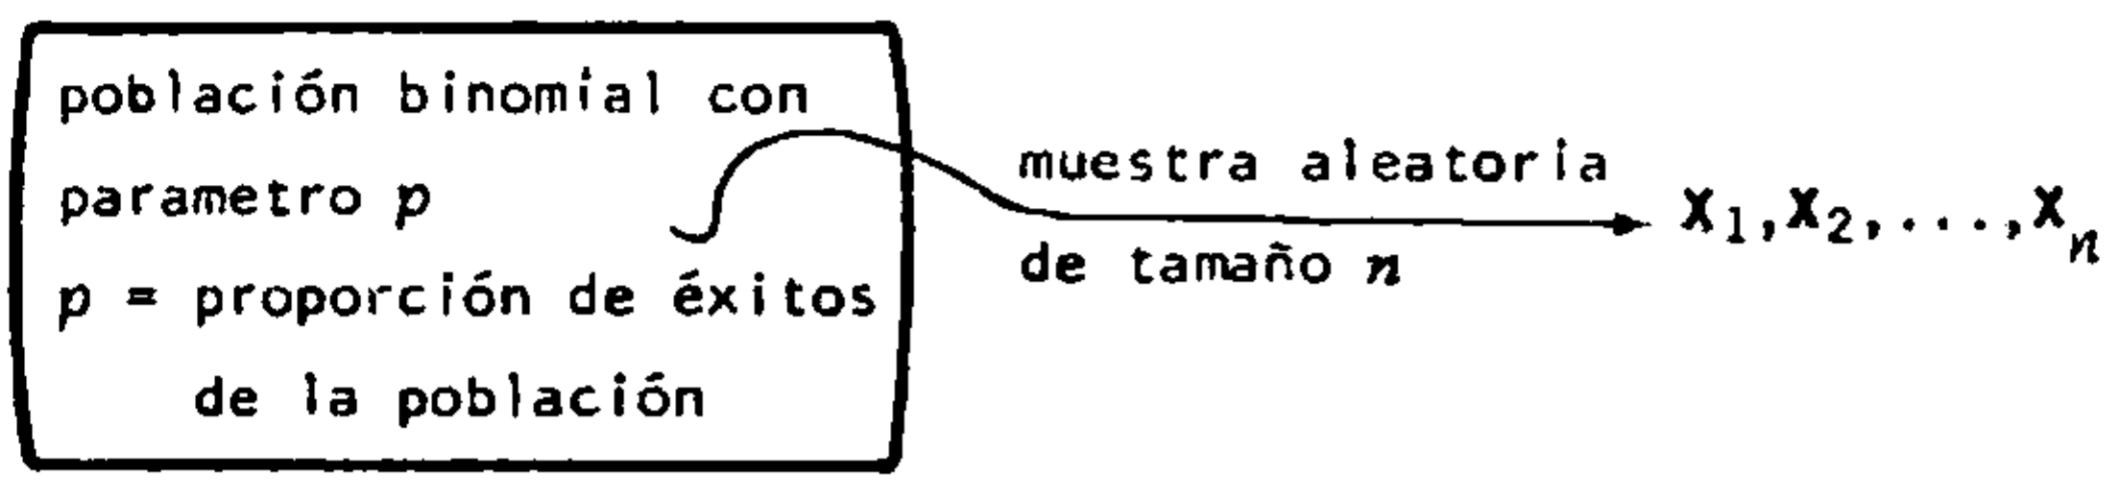 población binomial con
parametro p
p = proporción de éxitos
de la población
muestra aleatoria
de tamaño n
X₁,X₂,...,Xₙ